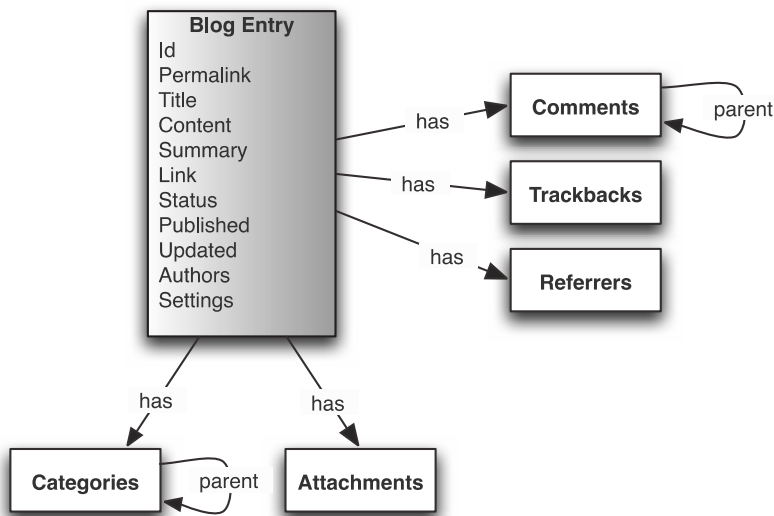 Blog Entry
Id
Permalink
Title
Content
Summary
Link
Status
Published
Updated
Authors
Settings
has
Comments
parent
has
Trackbacks
has
Referrers
has
has
Categories
parent
Attachments